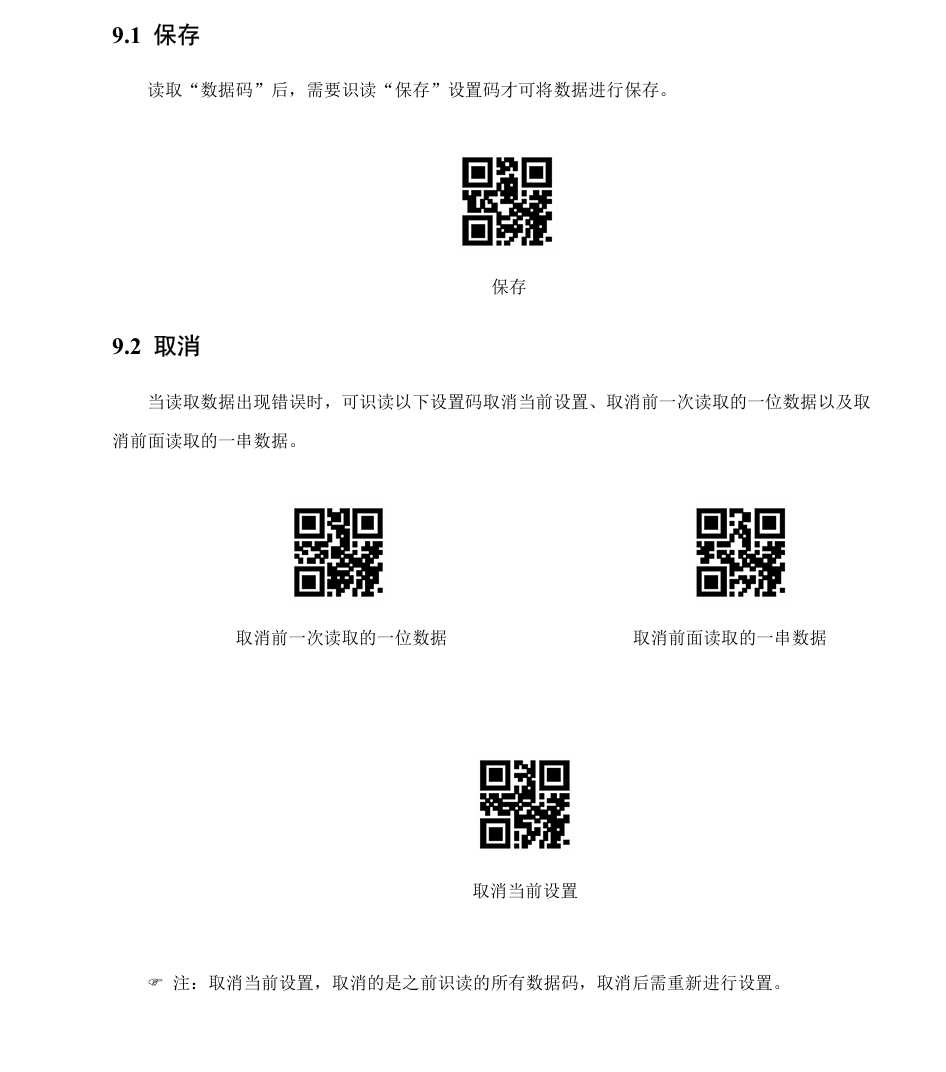 9.1 保存
读取“数据码”后，需要识读“保存”设置码才可将数据进行保存。
保存
9.2 取消
当读取数据出现错误时，可识读以下设置码取消当前设置、取消前一次读取的一位数据以及取
消前面读取的一串数据。
取消前一次读取的一位数据
取消前面读取的一串数据
取消当前设置
☞ 注：取消当前设置，取消的是之前识读的所有数据码，取消后需重新进行设置。